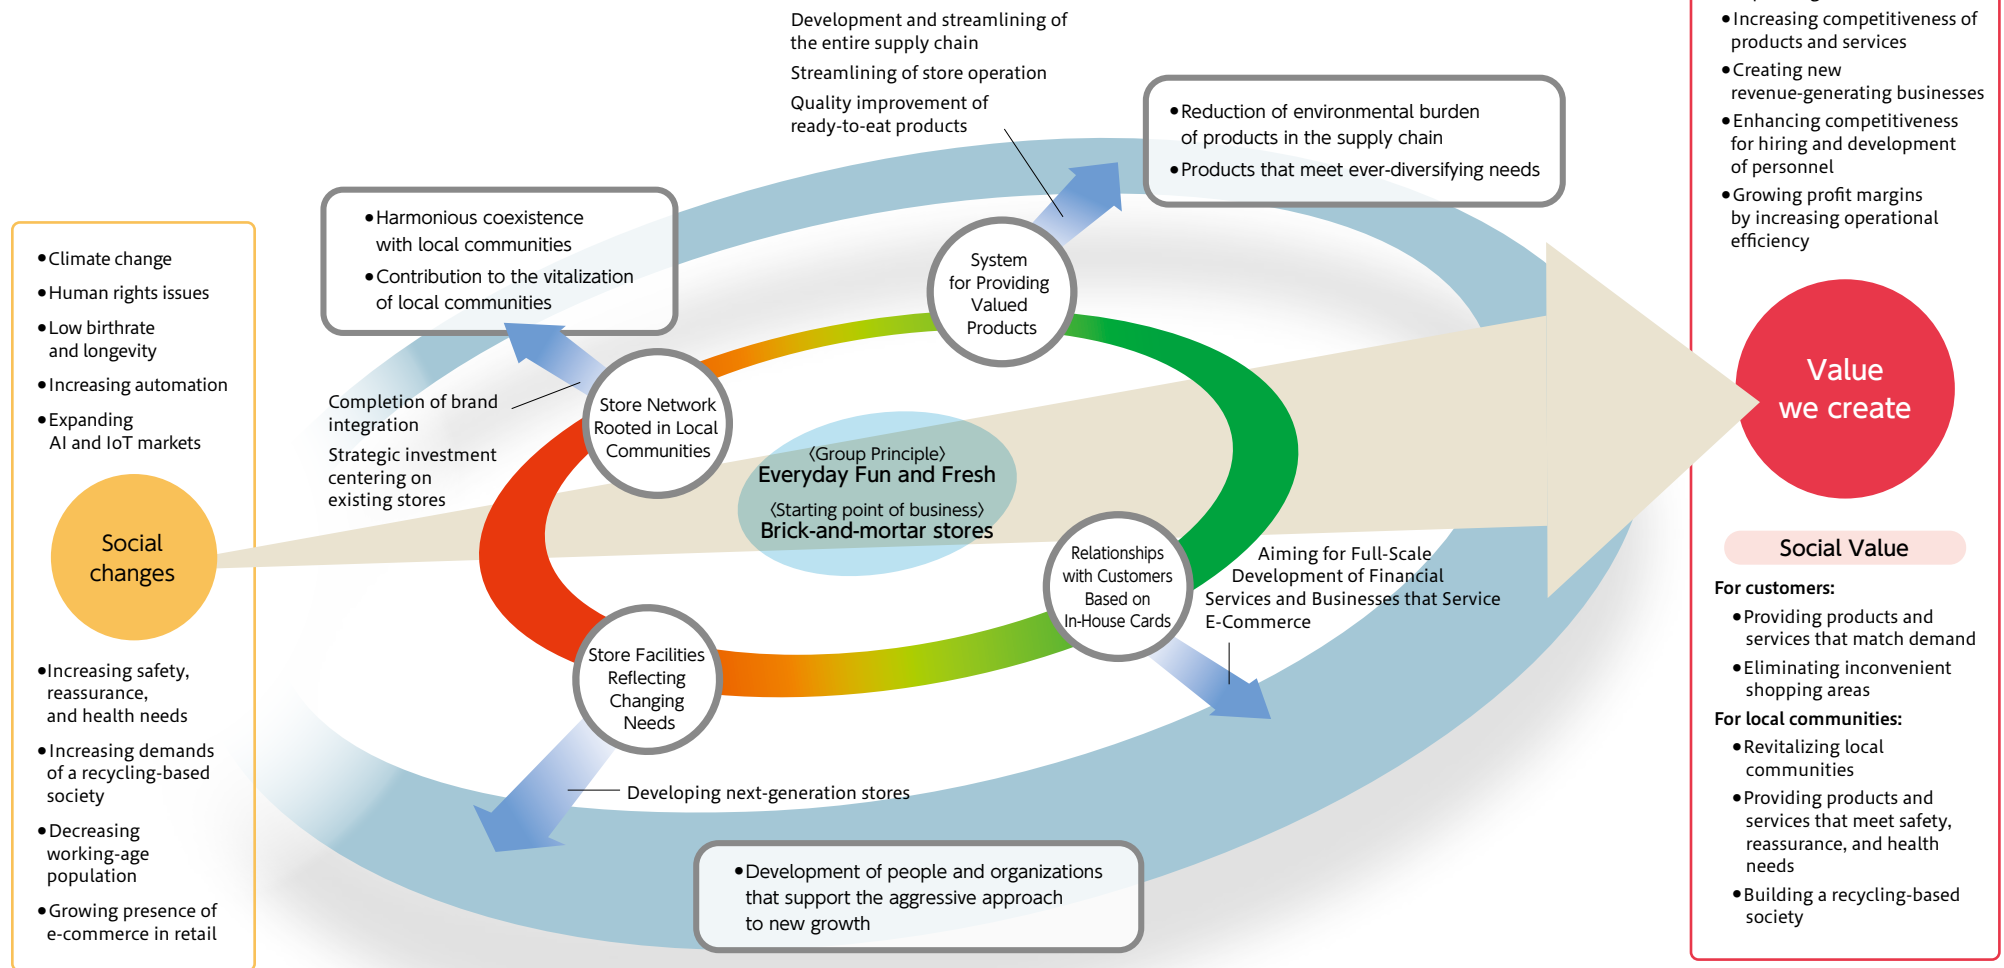 •Climate change
•Human rights issues
•Low birthrate
and longevity
•Increasing automation
•Expanding
AI and IoT markets
Social
changes
•Increasing safety,
reassurance,
and health needs
•Increasing demands
of a recycling-based
society
•Decreasing
working-age
population
•Growing presence of
e-commerce in retail
•Harmonious coexistence
with local communities
•Contribution to the vitalization
of local communities
Completion of brand
integration
Strategic investment
centering on
existing stores
Store Network
Rooted in Local
Communities
Development and streamlining of
the entire supply chain
Streamlining of store operation
Quality improvement of
ready-to-eat products
•Reduction of environmental burden
of products in the supply chain
•Products that meet ever-diversifying needs
System
for Providing
Valued
Products
〈Group Principle〉
Everyday Fun and Fresh
〈Starting point of business〉
Brick-and-mortar stores
Store Facilities
Reflecting
Changing
Needs
Developing next-generation stores
•Development of people and organizations
that support the aggressive approach
to new growth
Relationships
with Customers
Based on
In-House Cards
Aiming for Full-Scale
Development of Financial
Services and Businesses that Service
E-Commerce
•Increasing competitiveness of
products and services
•Creating new
revenue-generating businesses
•Enhancing competitiveness
for hiring and development
of personnel
•Growing profit margins
by increasing operational
efficiency
Value
we create
Social Value
For customers:
•Providing products and
services that match demand
•Eliminating inconvenient
shopping areas
For local communities:
•Revitalizing local
communities
•Providing products and
services that meet safety,
reassurance, and health
needs
•Building a recycling-based
society